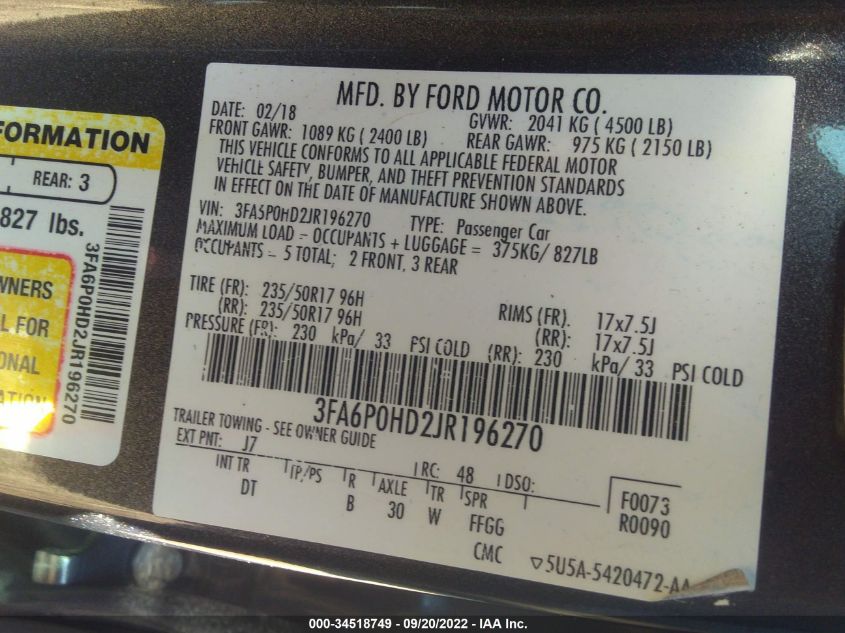 FORMATION
REAR: 3
827 lbs.
WNERS
L FOR
ONAL
ATION
3FA6P0HD2JR196270
MFD. BY FORD MOTOR CO.
DATE: 02/18 GVWR: 2041 KG ( 4500 LB)
FRONT GAWR: 1089 KG ( 2400 LB) REAR GAWR: 975 KG ( 2150 LB)
THIS VEHICLE CONFORMS TO ALL APPLICABLE FEDERAL MOTOR
VEHICLE SAFETY, BUMPER, AND THEFT PREVENTION STANDARDS
IN EFFECT ON THE DATE OF MANUFACTURE SHOWN ABOVE.
VIN: 3FA6P0HD2JR196270 TYPE: Passenger Car
MAXIMUM LOAD = OCCUPANTS + LUGGAGE = 375KG/ 827LB
OCCUPANTS = 5 TOTAL; 2 FRONT, 3 REAR
TIRE (FR): 235/50R17 96H RIMS (FR). 17x7.5J
(RR): 235/50R17 96H (RR): 17x7.5J
PRESSURE (FR): 230 kPa/ 33 PSI COLD (RR): 230 kPa/ 33 PSI COLD
3FA6P0HD2JR196270
TRAILER TOWING - SEE OWNER GUIDE
EXT PNT: J7 RC: 48 DSO:
INT TR TP/PS R AXLE TR SPR F0073
DT B 30 W FFGG R0090
CMC ▽5U5A-5420472-AA
000-34518749 - 09/20/2022 - IAA Inc.